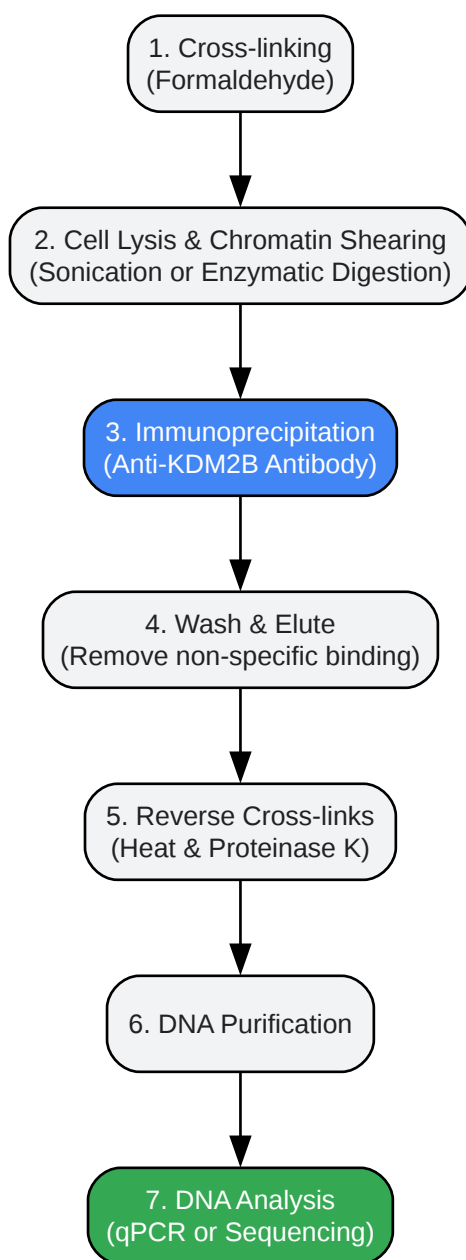 1. Cross-linking
(Formaldehyde)
2. Cell Lysis & Chromatin Shearing
(Sonication or Enzymatic Digestion)
3. Immunoprecipitation
(Anti-KDM2B Antibody)
4. Wash & Elute
(Remove non-specific binding)
5. Reverse Cross-links
(Heat & Proteinase K)
6. DNA Purification
7. DNA Analysis
(qPCR or Sequencing)